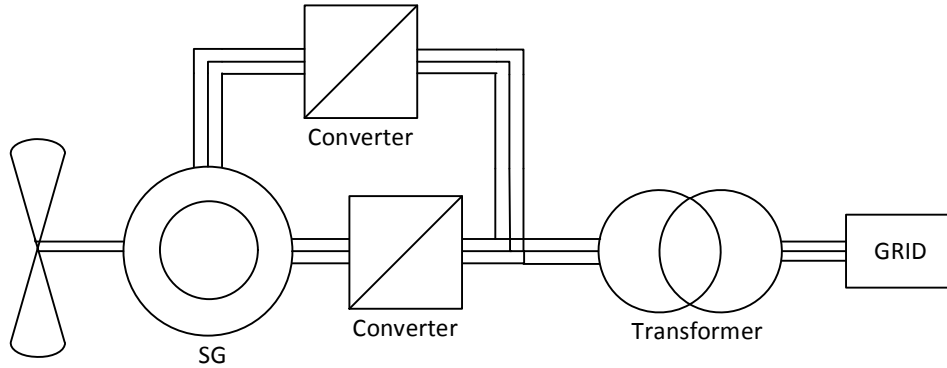 Converter
GRID
Converter
Transformer
SG